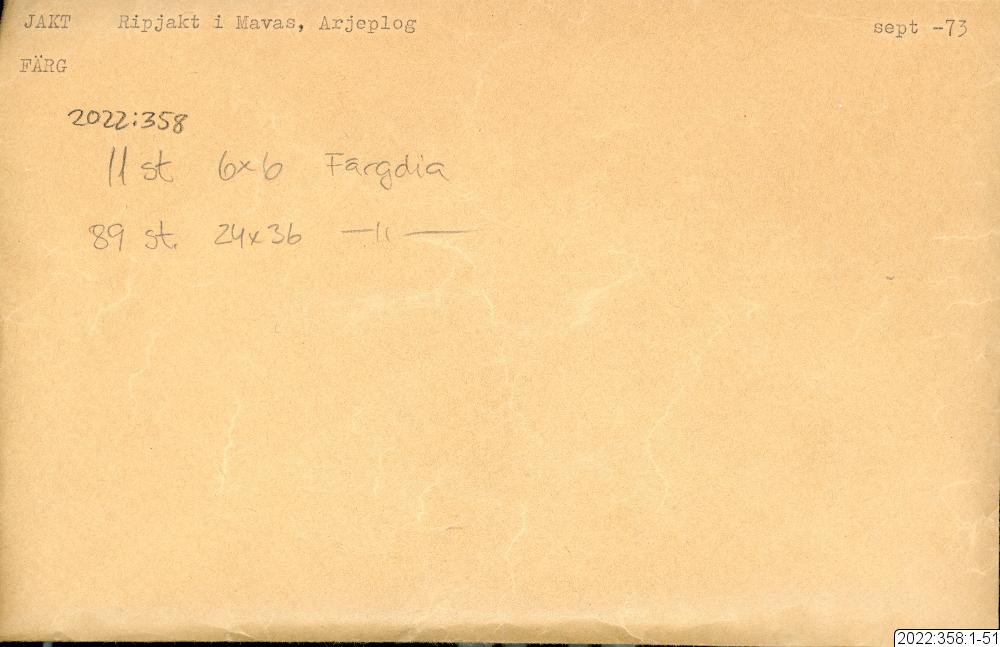 JAKT Ripjakt i Mavas, Arjeplog sept -73
FÄRG
2022:358
11 st 6x6 Färgdia
89 st. 24x36 —11—
2022:358:1-51